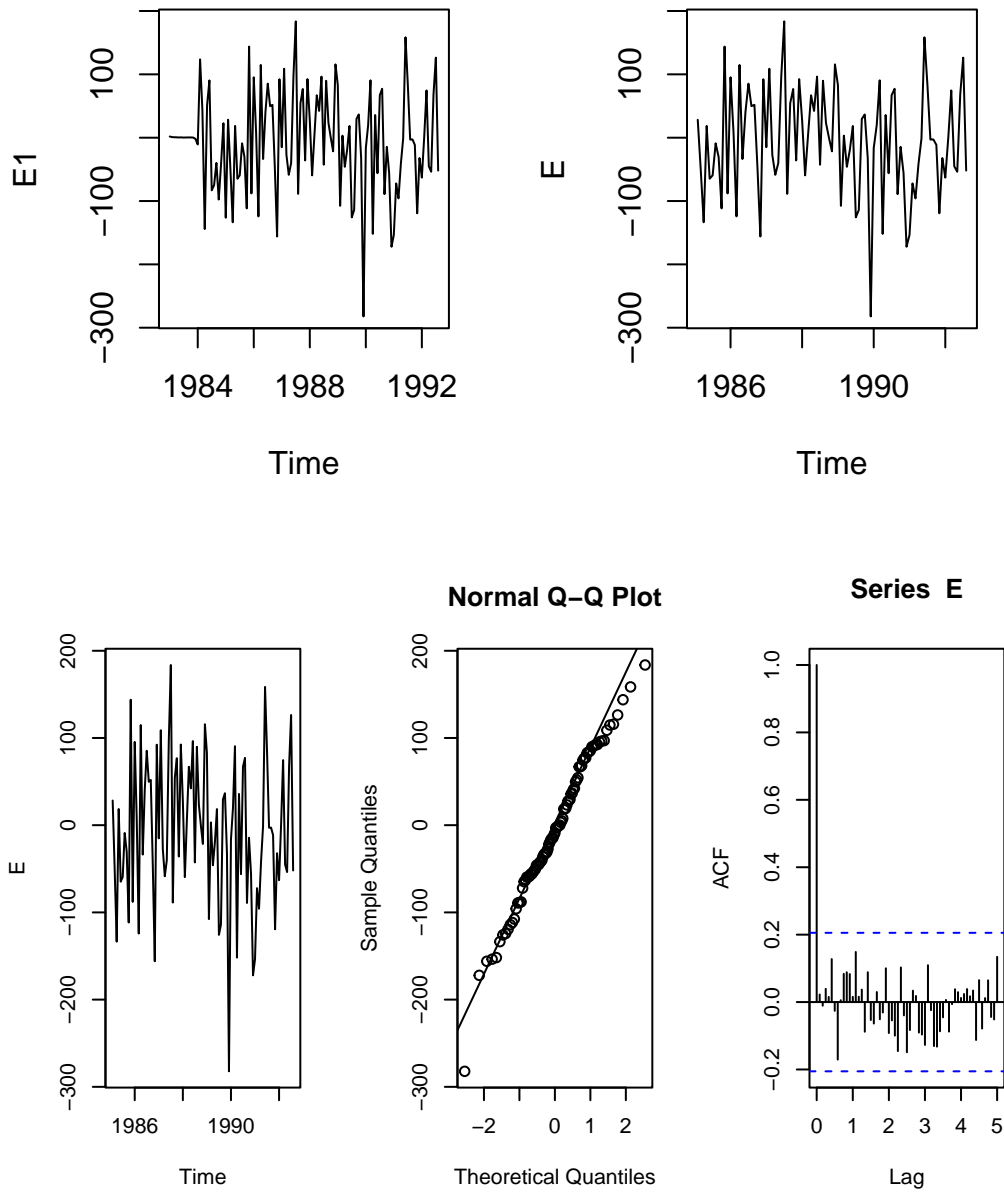 E1
100
−100
−300
1984 1988 1992
Time
E
100
−100
−300
1986 1990
Time
E
200
100
0
−100
−200
−300
1986 1990
Time
Normal Q−Q Plot
Sample Quantiles
200
100
0
−100
−200
−300
−2 0 1 2
Theoretical Quantiles
Series E
ACF
1.0
0.8
0.6
0.4
0.2
0.0
−0.2
0 1 2 3 4 5
Lag